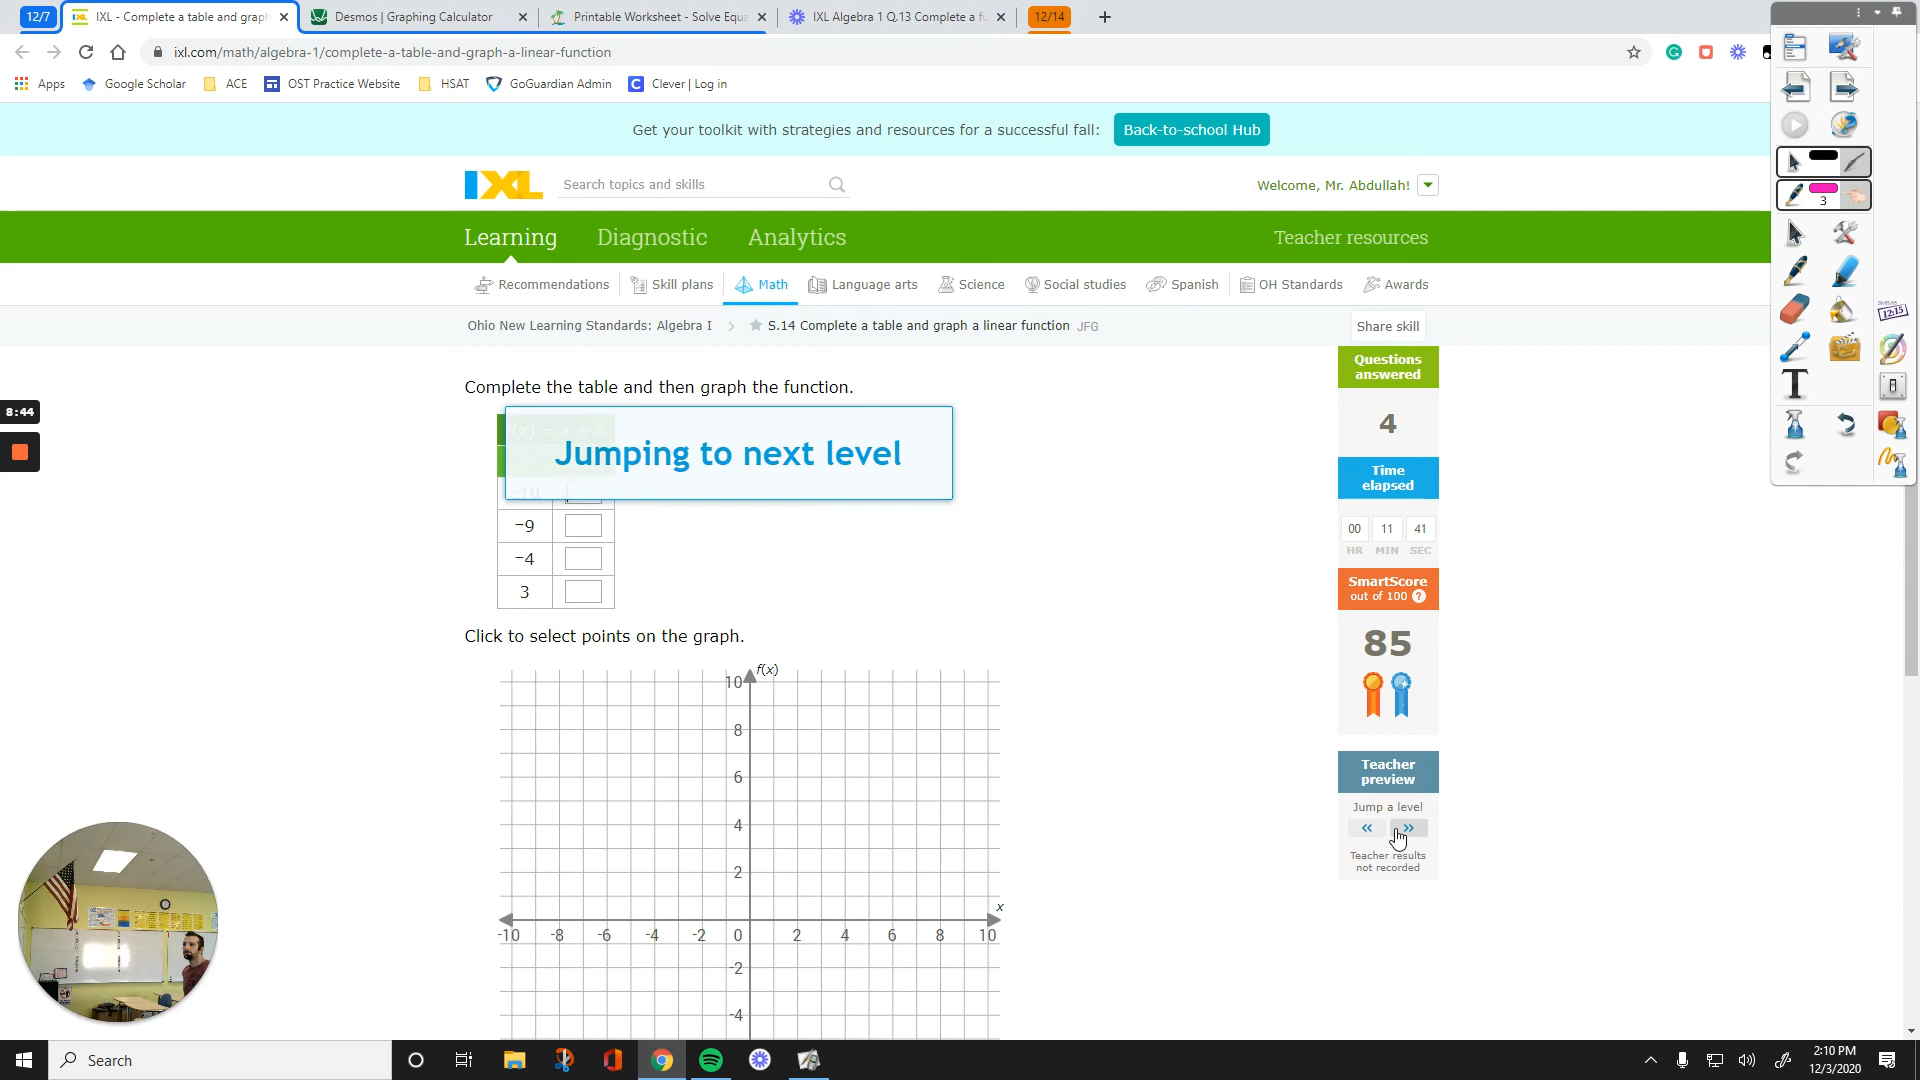 12/7
IXL - Complete a table and graph
Desmos | Graphing Calculator
Printable Worksheet - Solve Equa
IXL Algebra 1 Q.13 Complete a fu
12/14
ixl.com/math/algebra-1/complete-a-table-and-graph-a-linear-function
Apps
Google Scholar
ACE
OST Practice Website
HSAT
GoGuardian Admin
Clever | Log in
Get your toolkit with strategies and resources for a successful fall:
Back-to-school Hub
IXL
Search topics and skills
Welcome, Mr. Abdullah!
Learning
Diagnostic
Analytics
Teacher resources
Recommendations
Skill plans
Math
Language arts
Science
Social studies
Spanish
OH Standards
Awards
Ohio New Learning Standards: Algebra I
S.14 Complete a table and graph a linear function JFG
Share skill
Complete the table and then graph the function.
Jumping to next level
−9
−4
3
Click to select points on the graph.
f(x)
10
8
6
4
2
x
-10 -8 -6 -4 -2 0 2 4 6 8 10
-2
-4
Questions
answered
4
Time
elapsed
00 11 41
HR MIN SEC
SmartScore
out of 100 ?
85
Teacher
preview
Jump a level
Teacher results
not recorded
8:44
3
12:15
T
Search
2:10 PM
12/3/2020